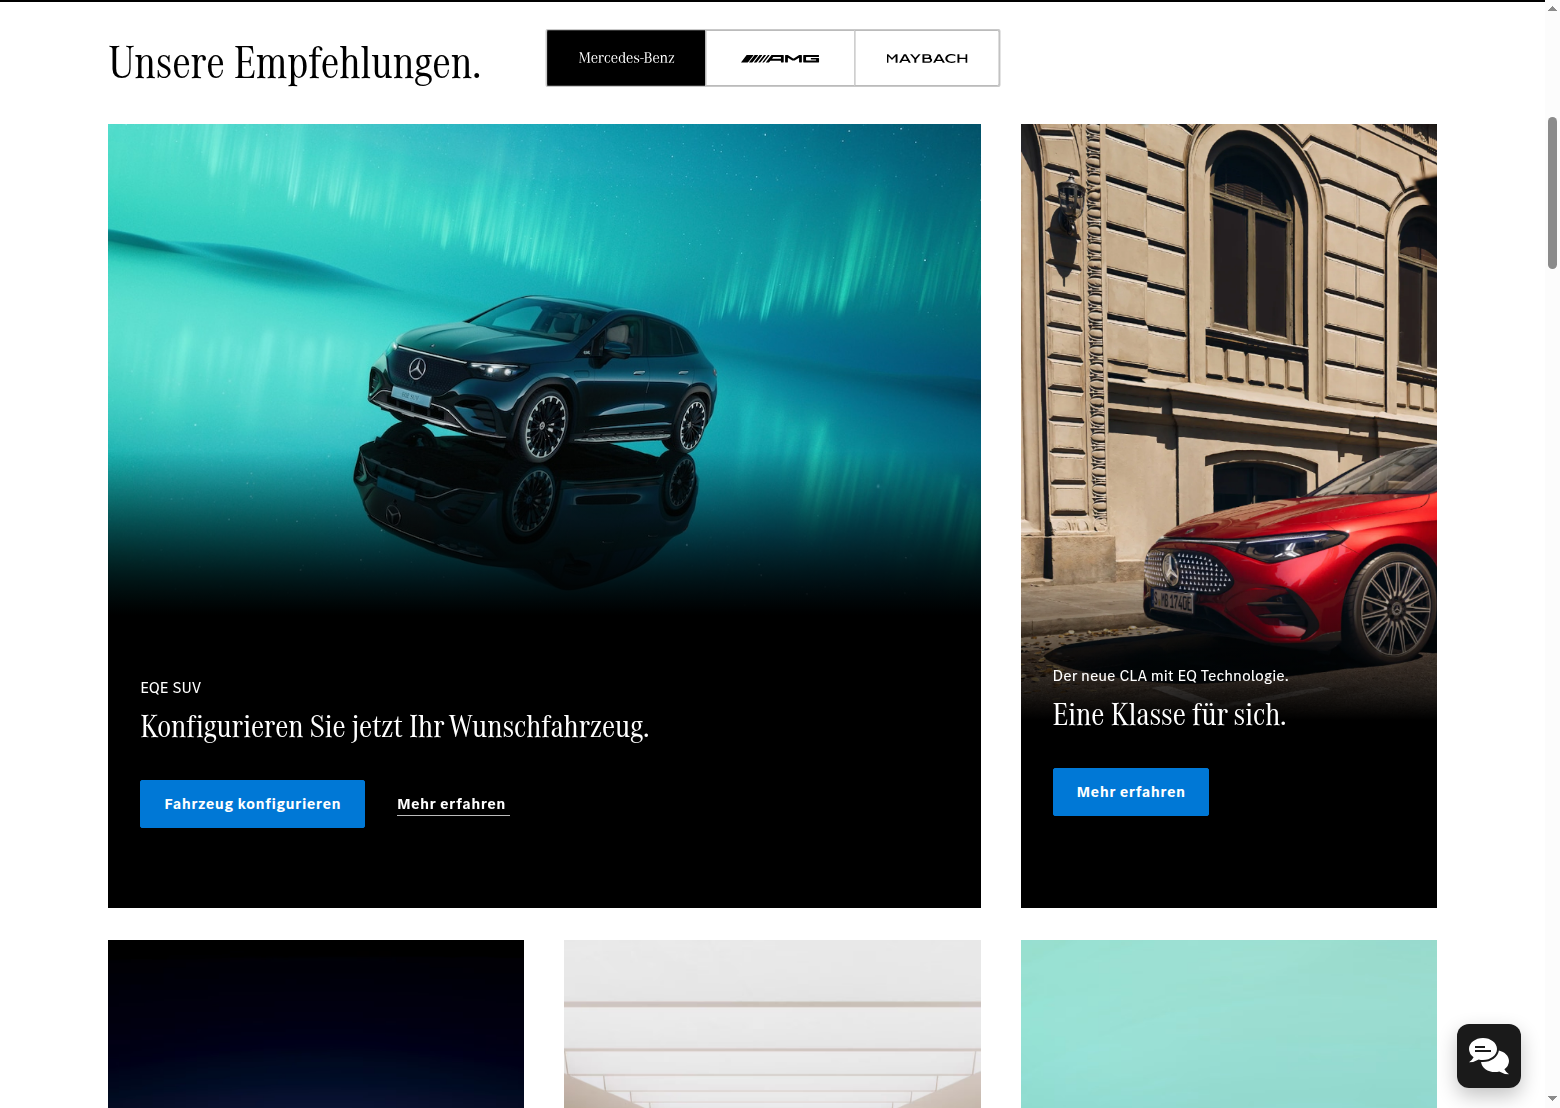 Unsere Empfehlungen.
Mercedes-Benz
AMG
MAYBACH
EQE SUV
Konfigurieren Sie jetzt Ihr Wunschfahrzeug.
Fahrzeug konfigurieren
Mehr erfahren
Der neue CLA mit EQ Technologie.
Eine Klasse für sich.
Mehr erfahren